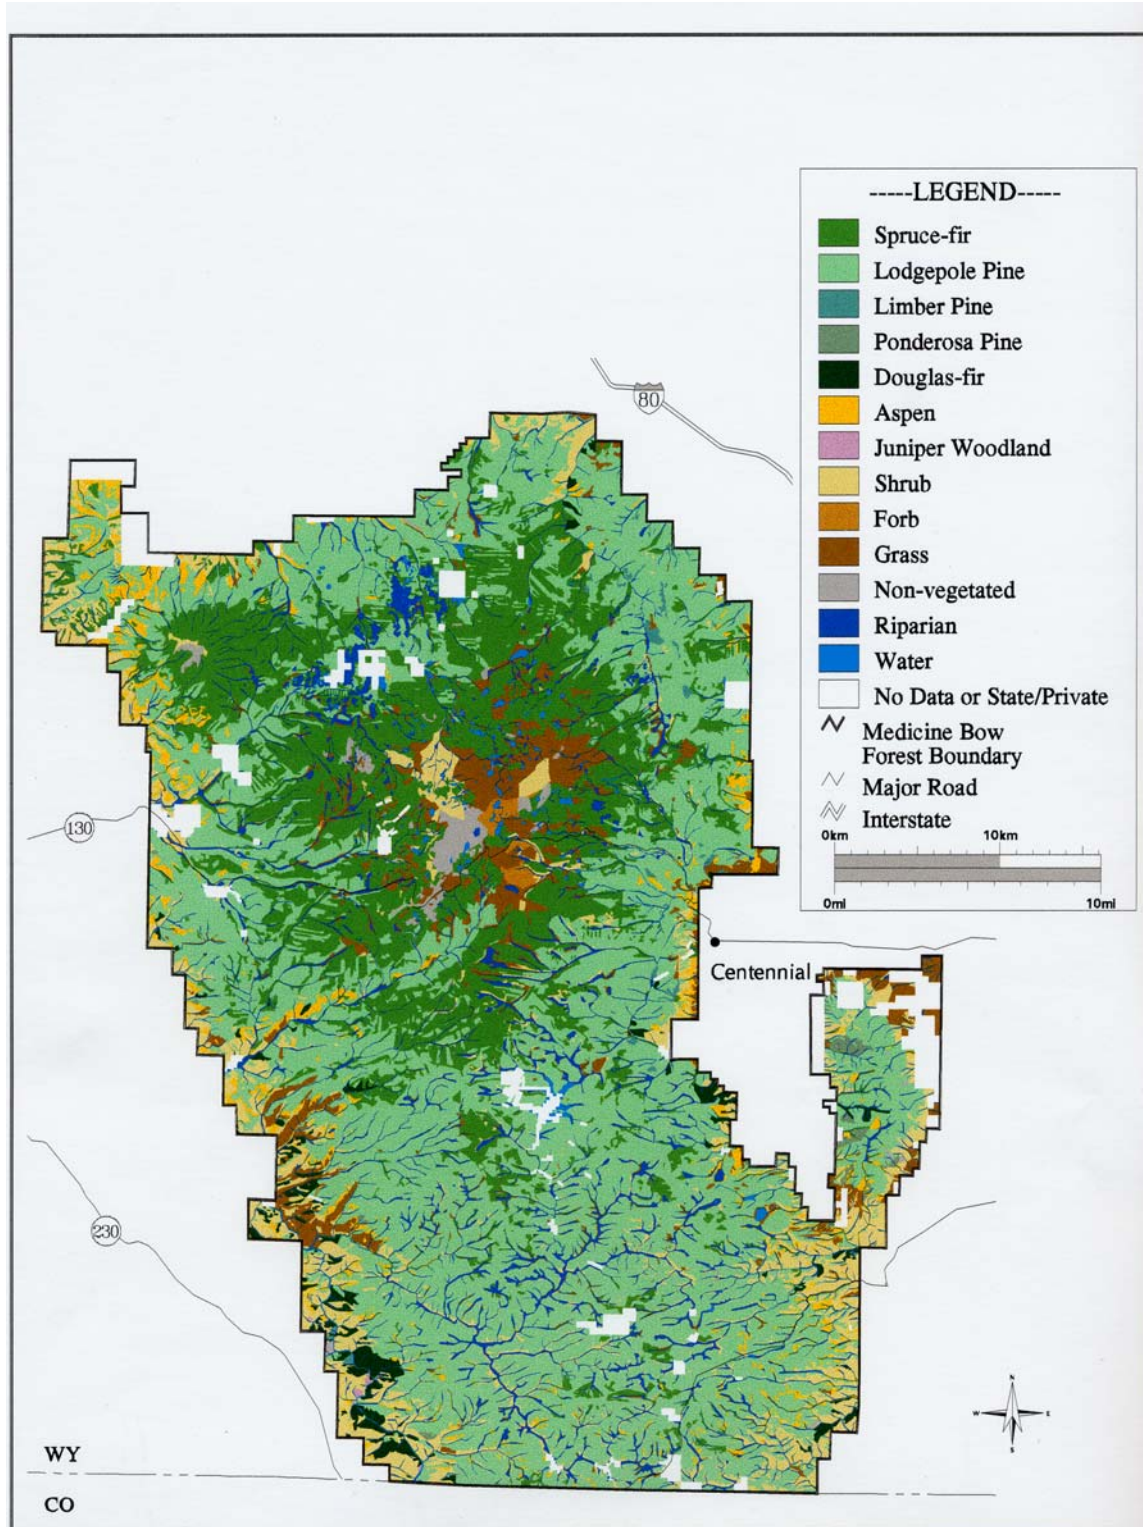 -----LEGEND-----
Spruce-fir
Lodgepole Pine
Limber Pine
Ponderosa Pine
Douglas-fir
Aspen
Juniper Woodland
Shrub
Forb
Grass
Non-vegetated
Riparian
Water
No Data or State/Private
Medicine Bow
Forest Boundary
Major Road
Interstate
0km 10km
0ml 10ml
80
130
Centennial
230
N
W E
S
WY
CO